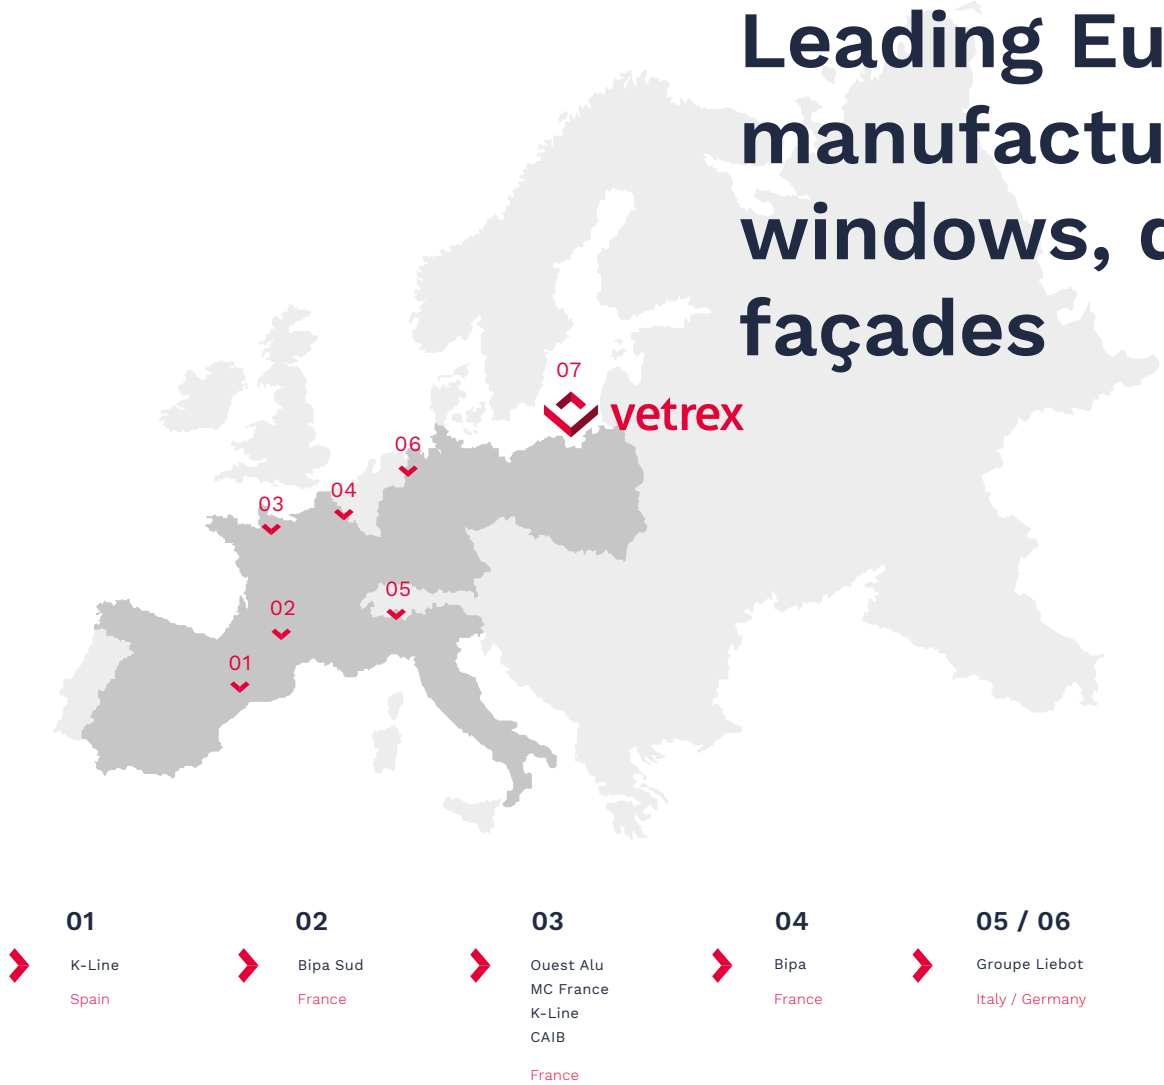 Leading Eu
manufactu
windows, d
façades
07
vetrex
06
04
03
05
02
01
01
K-Line
Spain
02
Bipa Sud
France
03
Ouest Alu
MC France
K-Line
CAIB
France
04
Bipa
France
05 / 06
Groupe Liebot
Italy / Germany